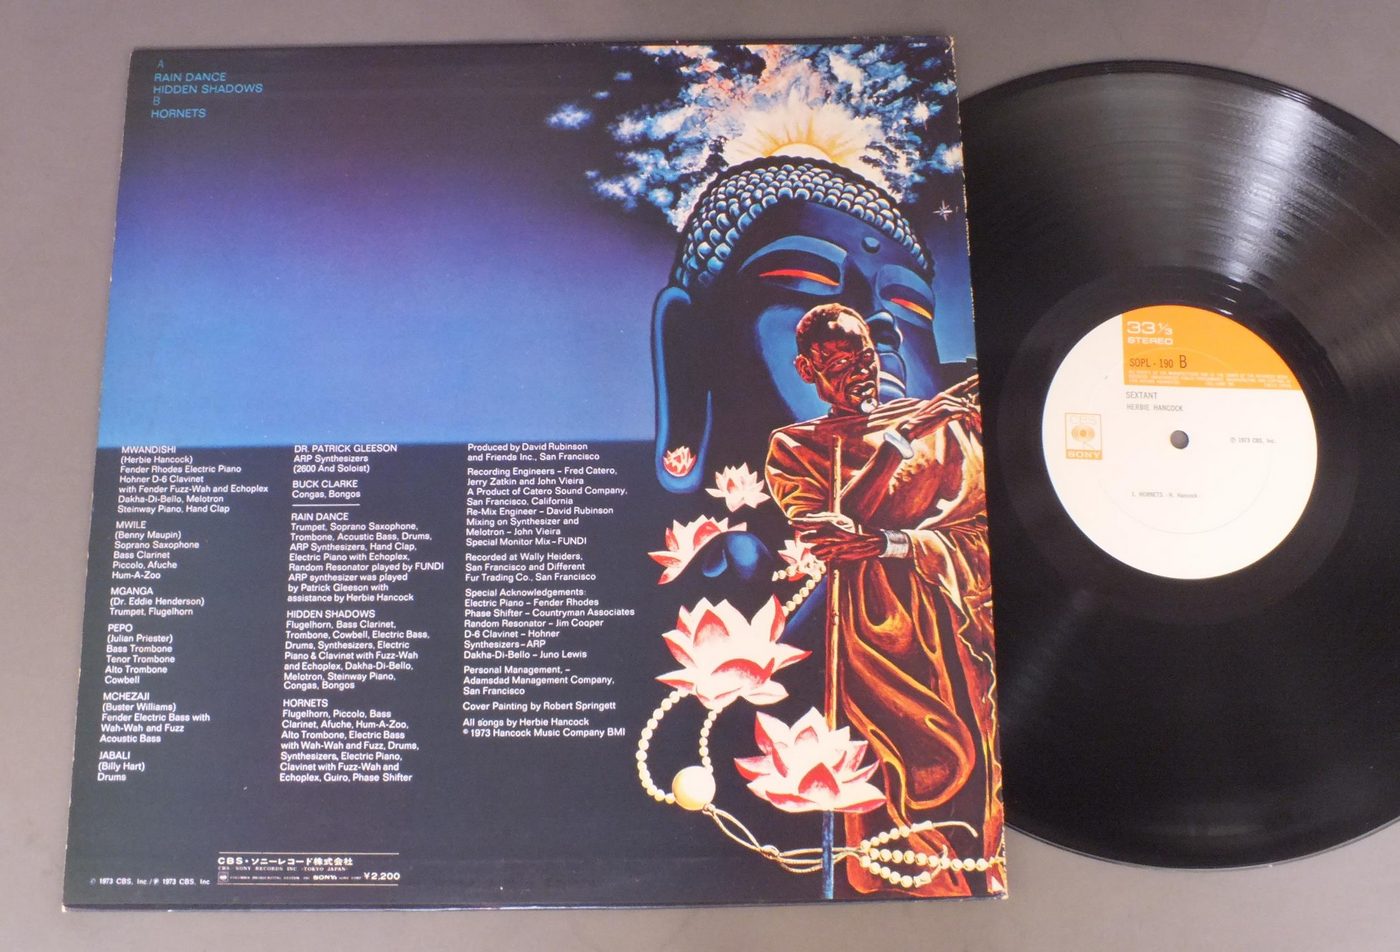 A
RAIN DANCE
HIDDEN SHADOWS
B
HORNETS
MWANDISHI
(Herbie Hancock)
Fender Rhodes Electric Piano
Hohner D-6 Clavinet
with Fender Fuzz-Wah and Echoplex
Dakha-Di-Bello, Melotron
Steinway Piano, Hand Clap
MWILE
(Benny Maupin)
Soprano Saxophone
Bass Clarinet
Piccolo, Afuche
Hum-A-Zoo
MGANGA
(Dr. Eddie Henderson)
Trumpet, Flugelhorn
PEPO
(Julian Priester)
Bass Trombone
Tenor Trombone
Alto Trombone
Cowbell
MCHEZAJI
(Buster Williams)
Fender Electric Bass with
Wah-Wah and Fuzz
Acoustic Bass
JABALI
(Billy Hart)
Drums
DR. PATRICK GLEESON
ARP Synthesizers
(2600 And Soloist)
BUCK CLARKE
Congas, Bongos
RAIN DANCE
Trumpet, Soprano Saxophone,
Trombone, Acoustic Bass, Drums,
ARP Synthesizers, Hand Clap,
Electric Piano with Echoplex,
Random Resonator played by FUNDI
ARP synthesizer was played
by Patrick Gleeson with
assistance by Herbie Hancock
HIDDEN SHADOWS
Flugelhorn, Bass Clarinet,
Trombone, Cowbell, Electric Bass,
Drums, Synthesizers, Electric
Piano & Clavinet with Fuzz-Wah
and Echoplex, Dakha-Di-Bello,
Melotron, Steinway Piano,
Congas, Bongos
HORNETS
Flugelhorn, Piccolo, Bass
Clarinet, Afuche, Hum-A-Zoo,
Alto Trombone, Electric Bass
with Wah-Wah and Fuzz, Drums,
Synthesizers, Electric Piano,
Clavinet with Fuzz-Wah and
Echoplex, Guiro, Phase Shifter
Produced by David Rubinson
and Friends Inc., San Francisco
Recording Engineers – Fred Catero,
Jerry Zatkin and John Vieira
A Product of Catero Sound Company,
San Francisco, California
Re-Mix Engineer – David Rubinson
Mixing on Synthesizer and
Melotron – John Vieira
Special Monitor Mix – FUNDI
Recorded at Wally Heiders,
San Francisco and Different
Fur Trading Co., San Francisco
Special Acknowledgements:
Electric Piano – Fender Rhodes
Phase Shifter – Countryman Associates
Random Resonator – Jim Cooper
D-6 Clavinet – Hohner
Synthesizers – ARP
Dakha-Di-Bello – Juno Lewis
Personal Management, –
Adamsdad Management Company,
San Francisco
Cover Painting by Robert Springett
All songs by Herbie Hancock
© 1973 Hancock Music Company BMI
© 1973 CBS, Inc./℗ 1973 CBS, Inc
CBS・ソニーレコード株式会社
CBS · SONY RECORDS INC · TOKYO JAPAN
SONY
¥2,200
33 1/3
STEREO
SOPL-190 B
SEXTANT
HERBIE HANCOCK
CBS
SONY
℗ 1973 CBS, Inc.
1. HORNETS -H. Hancock-